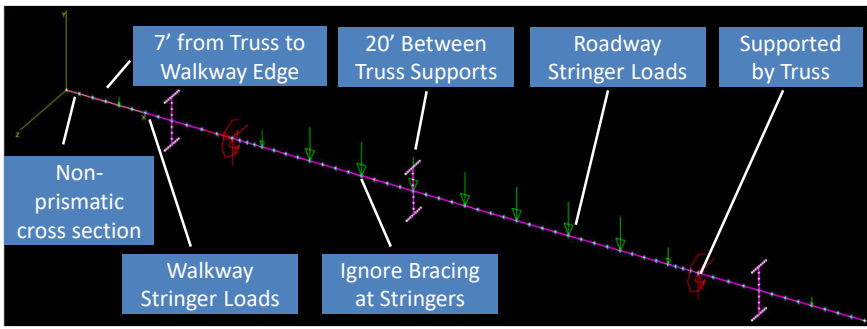 Y
7’ from Truss to
Walkway Edge
20’ Between
Truss Supports
Roadway
Stringer Loads
Supported
by Truss
Z
X
Non-
prismatic
cross section
Walkway
Stringer Loads
Ignore Bracing
at Stringers